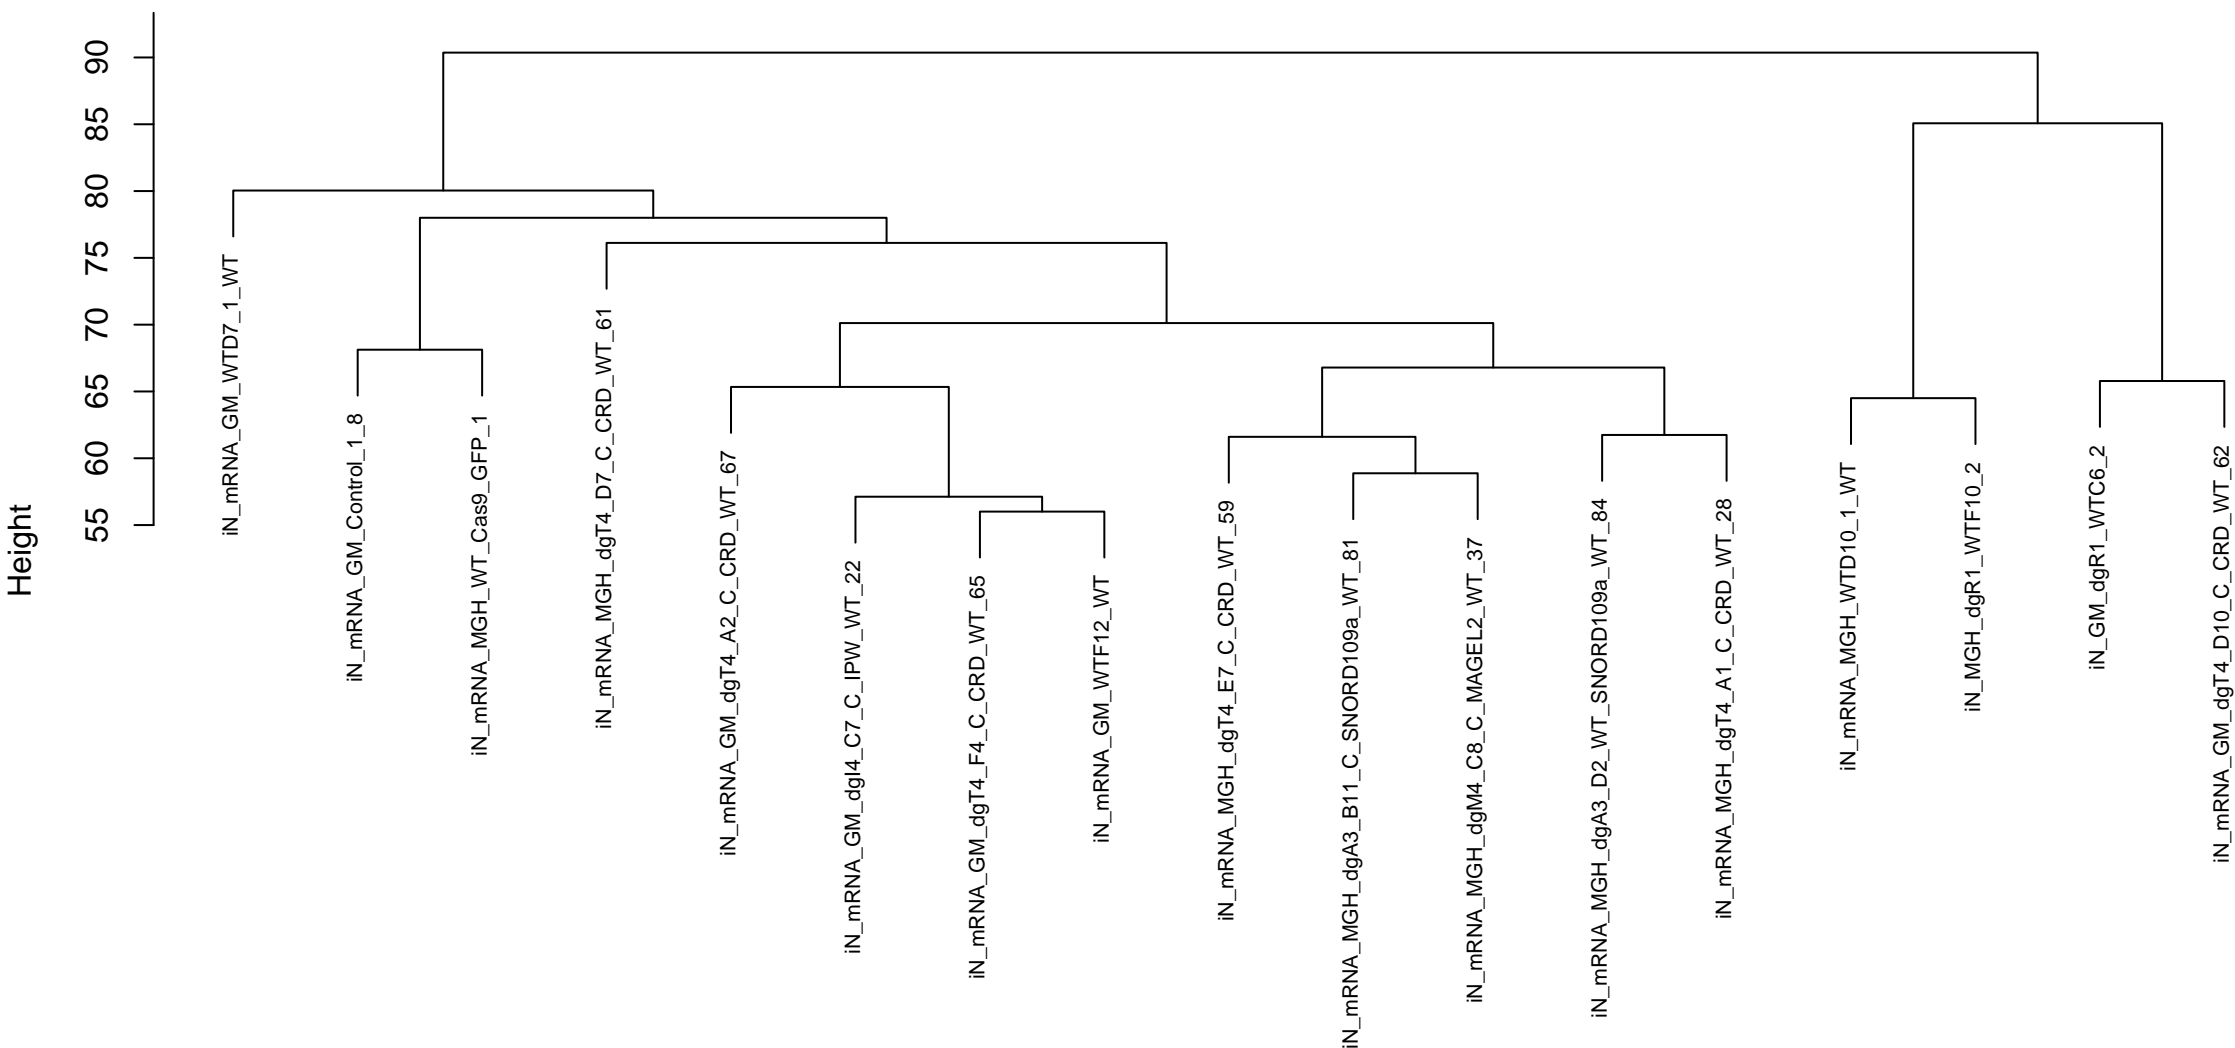 Height
90
85
80
75
70
65
60
55
iN_mRNA_GM_WTD7_1_WT
iN_mRNA_GM_Control_1_8
iN_mRNA_MGH_WT_Cas9_GFP_1
iN_mRNA_MGH_dgT4_D7_C_CRD_WT_61
iN_mRNA_GM_dgT4_A2_C_CRD_WT_67
iN_mRNA_GM_dgI4_C7_C_IPW_WT_22
iN_mRNA_GM_dgT4_F4_C_CRD_WT_65
iN_mRNA_GM_WTF12_WT
iN_mRNA_MGH_dgT4_E7_C_CRD_WT_59
iN_mRNA_MGH_dgA3_B11_C_SNORD109a_WT_81
iN_mRNA_MGH_dgM4_C8_C_MAGEL2_WT_37
iN_mRNA_MGH_dgA3_D2_WT_SNORD109a_WT_84
iN_mRNA_MGH_dgT4_A1_C_CRD_WT_28
iN_mRNA_MGH_WTD10_1_WT
iN_MGH_dgR1_WTF10_2
iN_GM_dgR1_WTC6_2
iN_mRNA_GM_dgT4_D10_C_CRD_WT_62